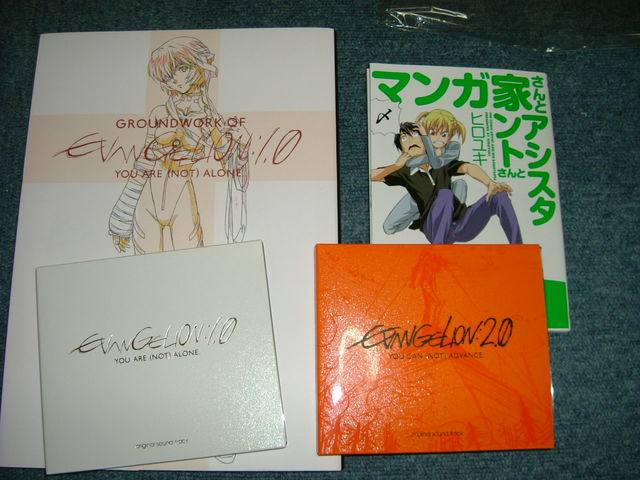 GROUNDWORK OF
EVANGELION:1.0
YOU ARE (NOT) ALONE.
マンガ家
さんと
アシスタ
ントさんと
ヒロユキ
〆
EVANGELION:1.0
YOU ARE (NOT) ALONE.
original sound track
EVANGELION:2.0
YOU CAN (NOT) ADVANCE.
original sound track